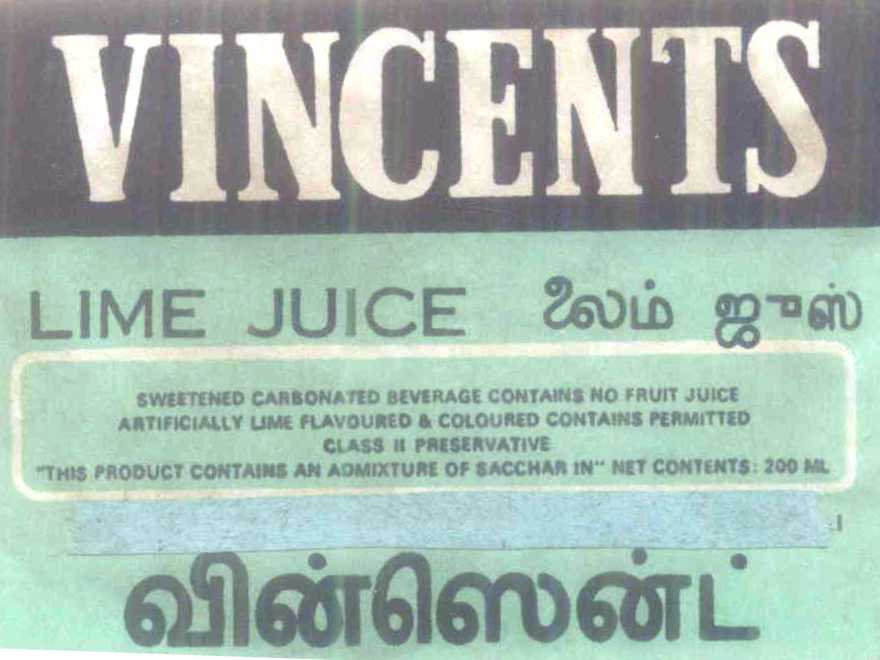 VINCENTS
LIME JUICE லைம் ஜுஸ்
SWEETENED CARBONATED BEVERAGE CONTAINS NO FRUIT JUICE
ARTIFICIALLY LIME FLAVOURED & COLOURED CONTAINS PERMITTED
CLASS II PRESERVATIVE
"THIS PRODUCT CONTAINS AN ADMIXTURE OF SACCHAR IN" NET CONTENTS: 200 ML
வின்ஸென்ட்